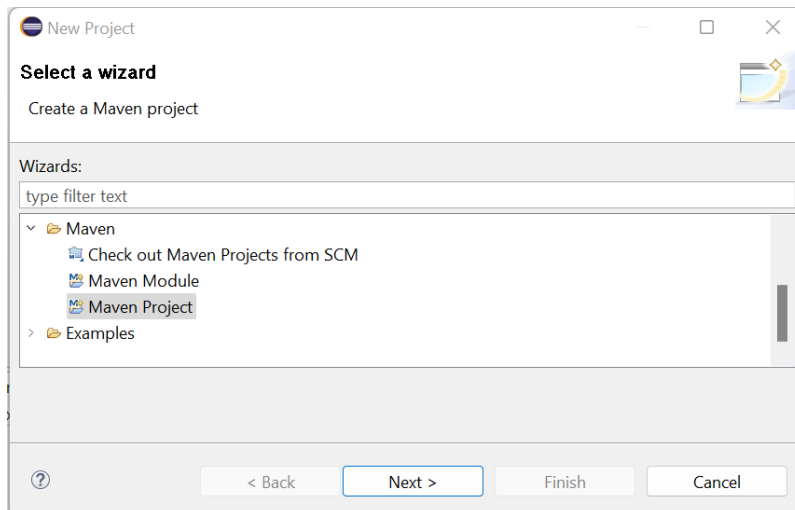 New Project
Select a wizard
Create a Maven project
Wizards:
type filter text
Maven
Check out Maven Projects from SCM
Maven Module
Maven Project
Examples
< Back Next > Finish Cancel